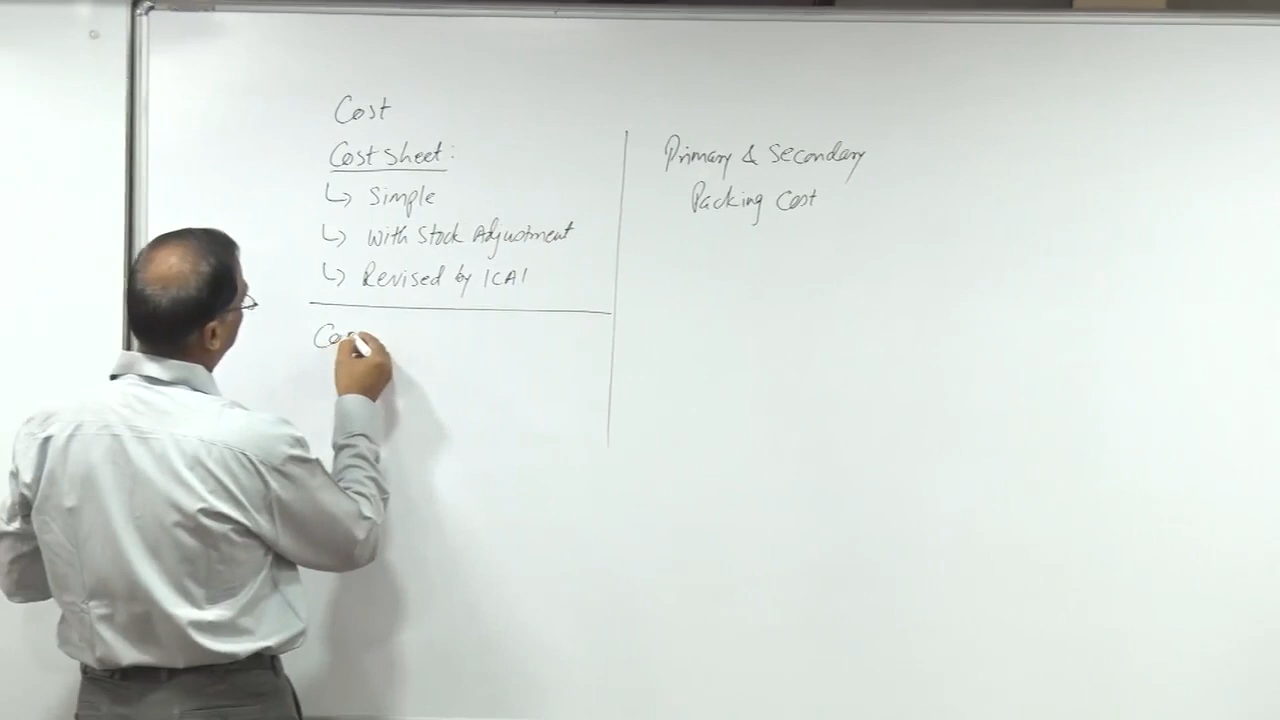 Cost
Cost Sheet:
↳ Simple
↳ With Stock Adjustment
↳ Revised by ICAI
Primary & Secondary
Packing Cost